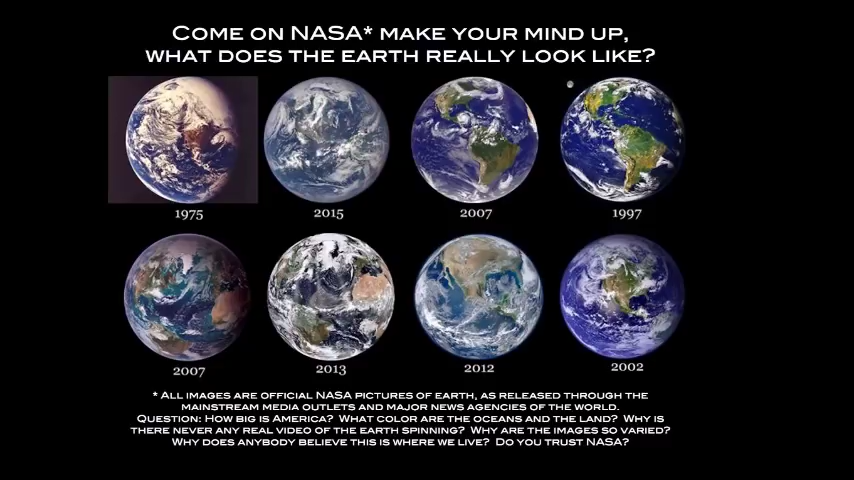 COME ON NASA* MAKE YOUR MIND UP,
WHAT DOES THE EARTH REALLY LOOK LIKE?
1975
2015
2007
1997
2007
2013
2012
2002
* ALL IMAGES ARE OFFICIAL NASA PICTURES OF EARTH, AS RELEASED THROUGH THE
MAINSTREAM MEDIA OUTLETS AND MAJOR NEWS AGENCIES OF THE WORLD.
QUESTION: HOW BIG IS AMERICA? WHAT COLOR ARE THE OCEANS AND THE LAND? WHY IS
THERE NEVER ANY REAL VIDEO OF THE EARTH SPINNING? WHY ARE THE IMAGES SO VARIED?
WHY DOES ANYBODY BELIEVE THIS IS WHERE WE LIVE? DO YOU TRUST NASA?